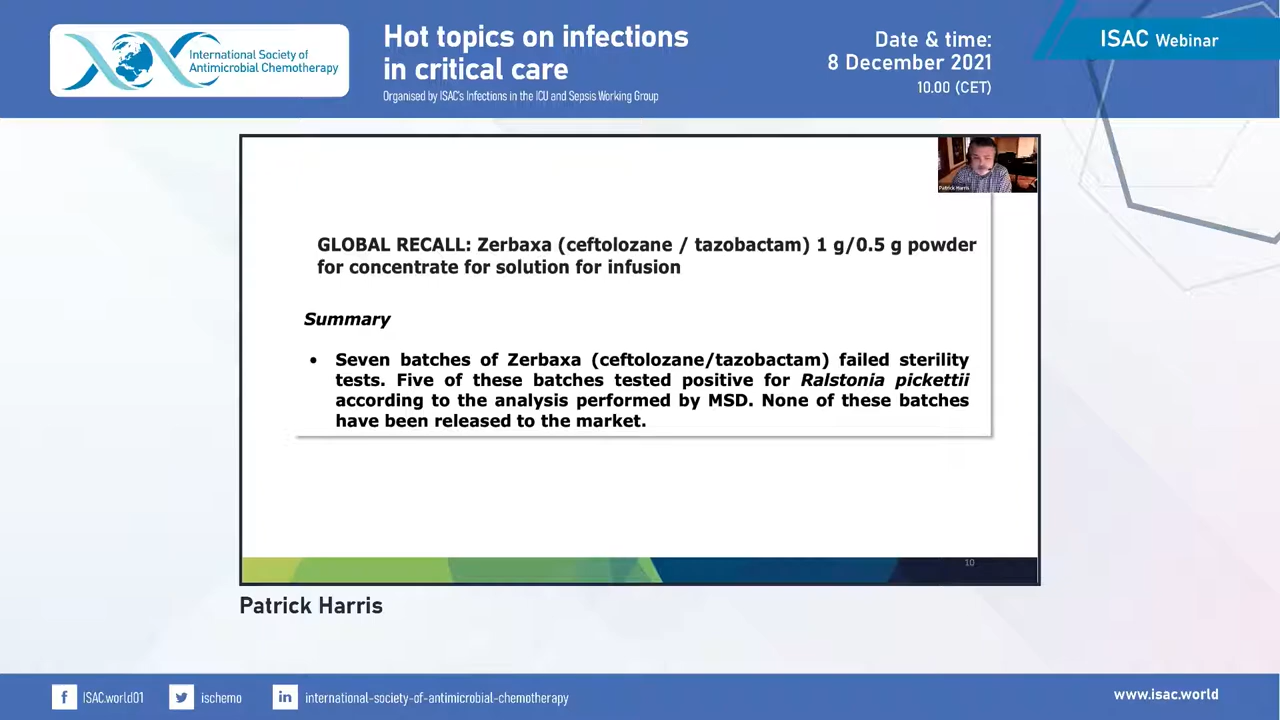 International Society of
Antimicrobial Chemotherapy
Hot topics on infections
in critical care
Organised by ISAC's Infections in the ICU and Sepsis Working Group
Date & time:
8 December 2021
10.00 (CET)
ISAC Webinar
Patrick Harris
GLOBAL RECALL: Zerbaxa (ceftolozane / tazobactam) 1 g/0.5 g powder
for concentrate for solution for infusion
Summary
• Seven batches of Zerbaxa (ceftolozane/tazobactam) failed sterility
tests. Five of these batches tested positive for Ralstonia pickettii
according to the analysis performed by MSD. None of these batches
have been released to the market.
10
Patrick Harris
ISAC.world01
ischemo
international-society-of-antimicrobial-chemotherapy
www.isac.world